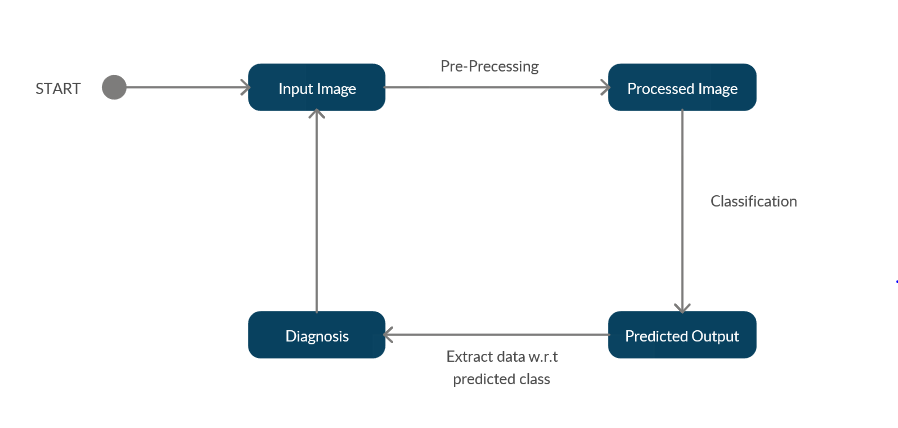 Pre-Precessing
START
Input Image
Processed Image
Classification
Diagnosis
Predicted Output
Extract data w.r.t
predicted class